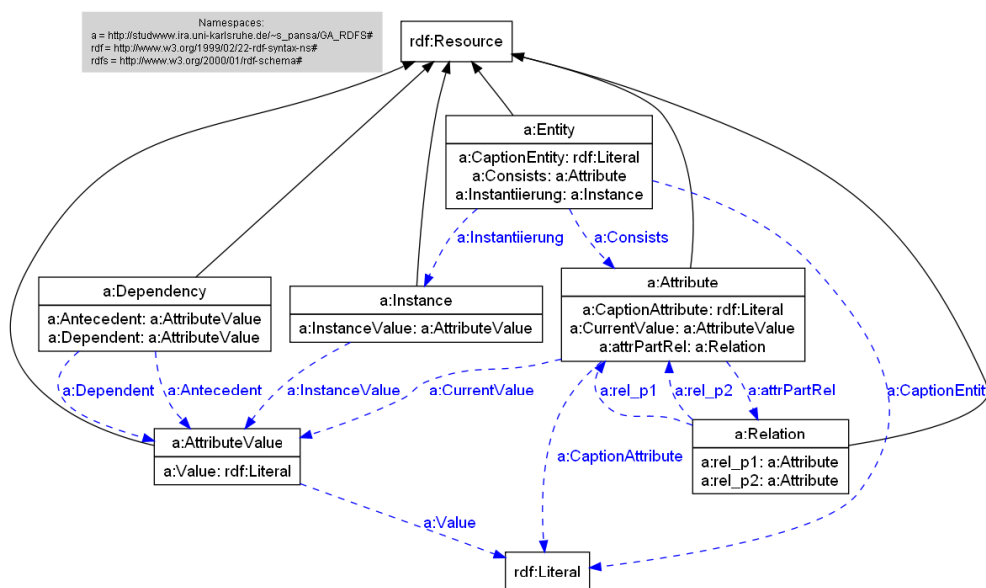 Namespaces:
a = http://studwww.ira.uni-karlsruhe.de/~s_pansa/GA_RDFS#
rdf = http://www.w3.org/1999/02/22-rdf-syntax-ns#
rdfs = http://www.w3.org/2000/01/rdf-schema#
rdf:Resource
a:Entity
a:CaptionEntity: rdf:Literal
a:Consists: a:Attribute
a:Instantiierung: a:Instance
a:Instantiierung
a:Consists
a:Dependency
a:Antecedent: a:AttributeValue
a:Dependent: a:AttributeValue
a:Instance
a:InstanceValue: a:AttributeValue
a:Attribute
a:CaptionAttribute: rdf:Literal
a:CurrentValue: a:AttributeValue
a:attrPartRel: a:Relation
a:Dependent
a:Antecedent
a:InstanceValue
a:CurrentValue
a:rel_p1
a:rel_p2
a:attrPartRel
a:CaptionEntit
a:AttributeValue
a:Value: rdf:Literal
a:CaptionAttribute
a:Relation
a:rel_p1: a:Attribute
a:rel_p2: a:Attribute
a:Value
rdf:Literal